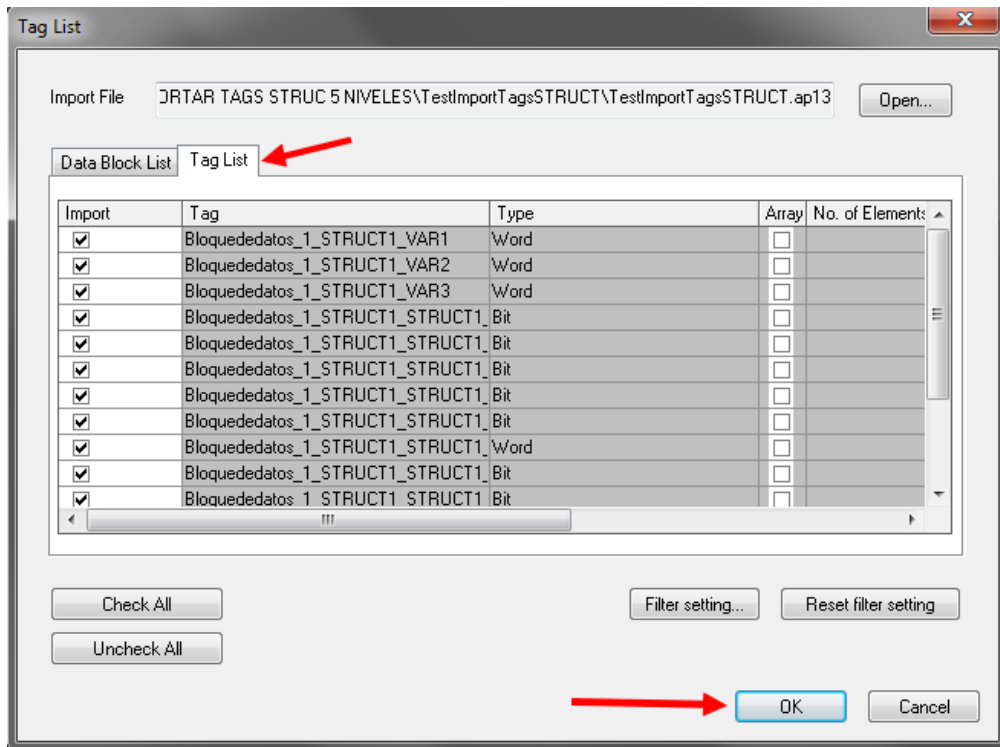 Tag List
Import File ORTAR TAGS STRUC 5 NIVELES\TestImportTagsSTRUCT\TestImportTagsSTRUCT.ap13 Open...
Data Block List Tag List
Import Tag Type Array No. of Elements
Bloquededatos_1_STRUCT1_VAR1 Word
Bloquededatos_1_STRUCT1_VAR2 Word
Bloquededatos_1_STRUCT1_VAR3 Word
Bloquededatos_1_STRUCT1_STRUCT1_ Bit
Bloquededatos_1_STRUCT1_STRUCT1_ Bit
Bloquededatos_1_STRUCT1_STRUCT1_ Bit
Bloquededatos_1_STRUCT1_STRUCT1_ Bit
Bloquededatos_1_STRUCT1_STRUCT1_ Bit
Bloquededatos_1_STRUCT1_STRUCT1_ Word
Bloquededatos_1_STRUCT1_STRUCT1_ Bit
Bloquededatos_1_STRUCT1_STRUCT1_ Bit
Check All Filter setting... Reset filter setting
Uncheck All
OK Cancel